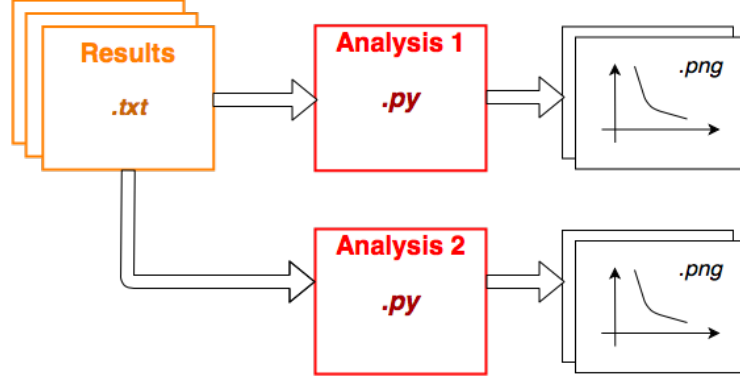 Results
.txt
Analysis 1
.py
.png
Analysis 2
.py
.png